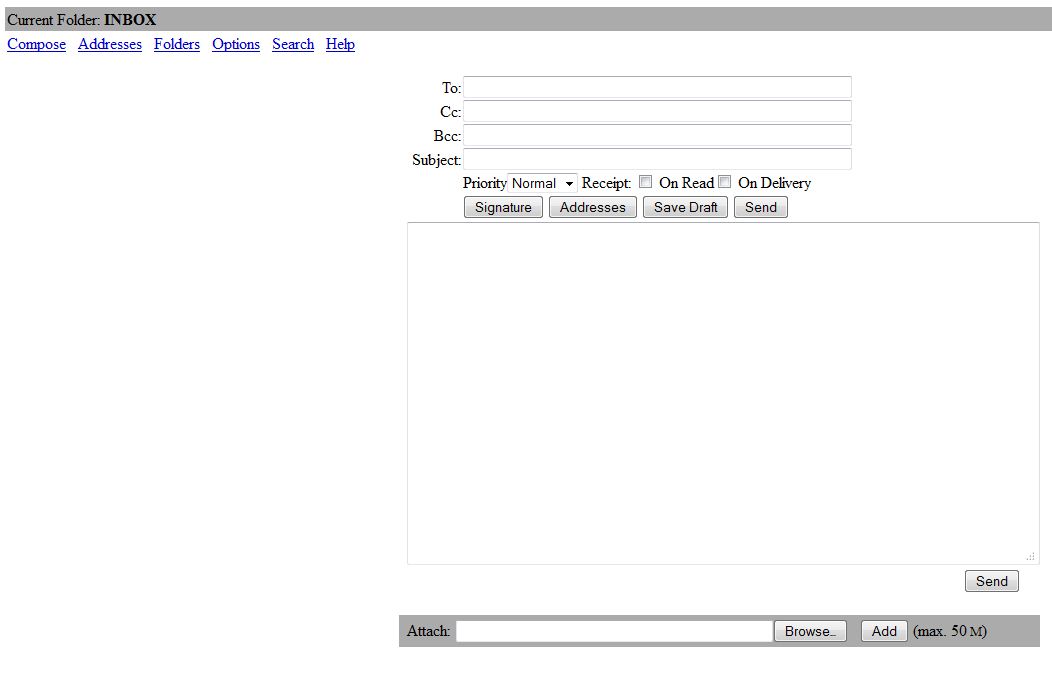 Current Folder: INBOX
Compose Addresses Folders Options Search Help
To:
Cc:
Bcc:
Subject:
Priority Normal Receipt: On Read On Delivery
Signature Addresses Save Draft Send
Send
Attach: Browse... Add (max. 50 M)